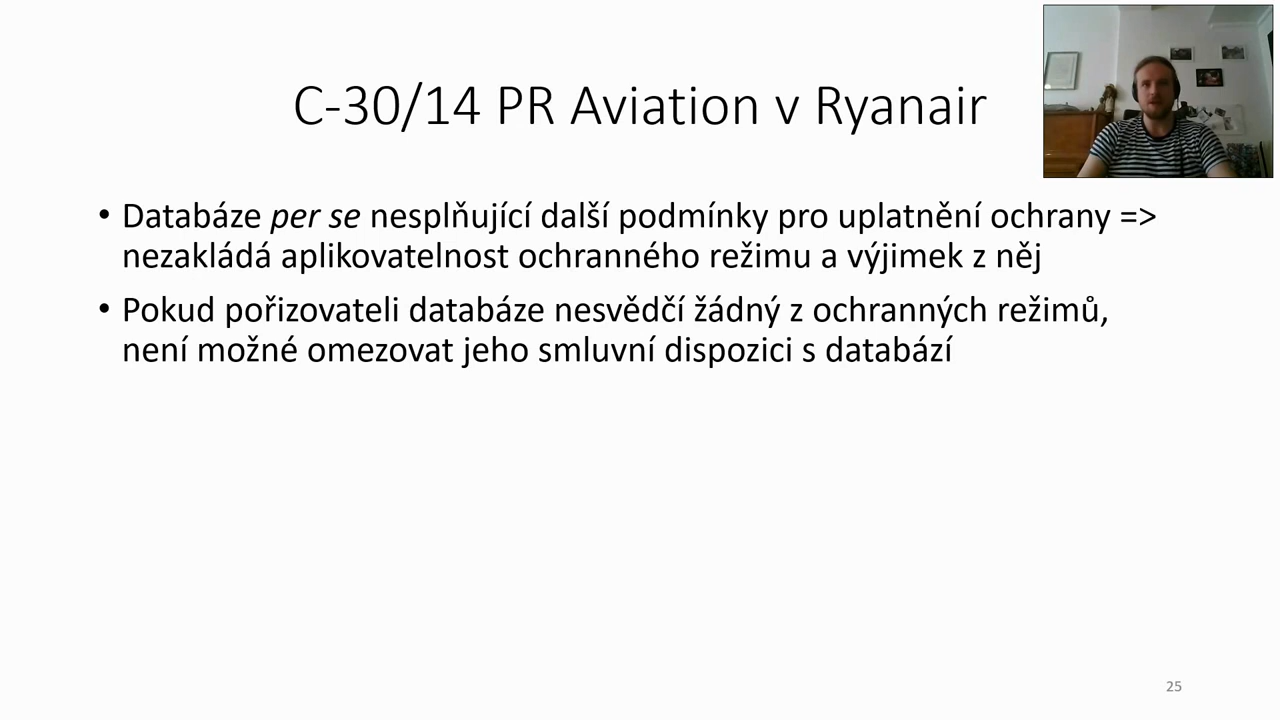 C-30/14 PR Aviation v Ryanair
• Databáze per se nesplňující další podmínky pro uplatnění ochrany =>
nezakládá aplikovatelnost ochranného režimu a výjimek z něj
• Pokud pořizovateli databáze nesvědčí žádný z ochranných režimů,
není možné omezovat jeho smluvní dispozici s databází
25